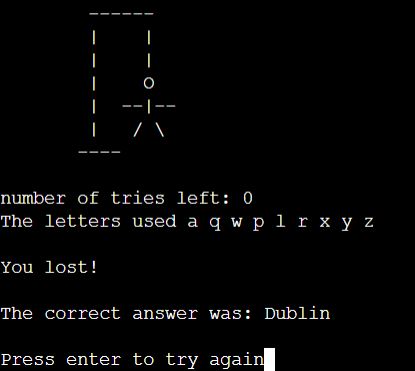 number of tries left: 0
The letters used a q w p l r x y z
You lost!
The correct answer was: Dublin
Press enter to try again